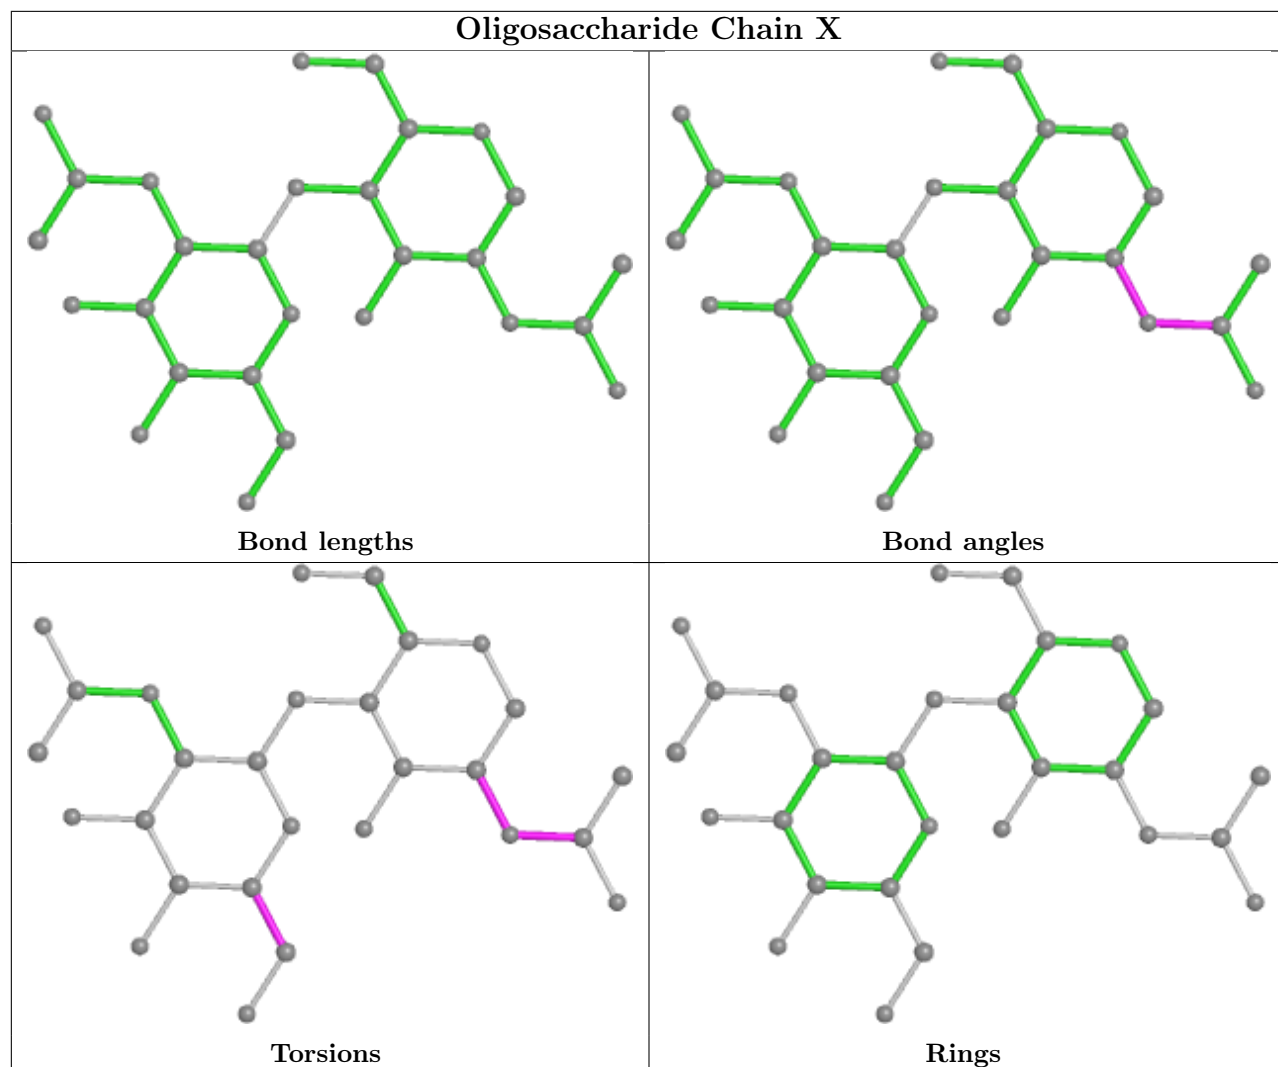 Oligosaccharide Chain X
Bond lengths
Bond angles
Torsions
Rings